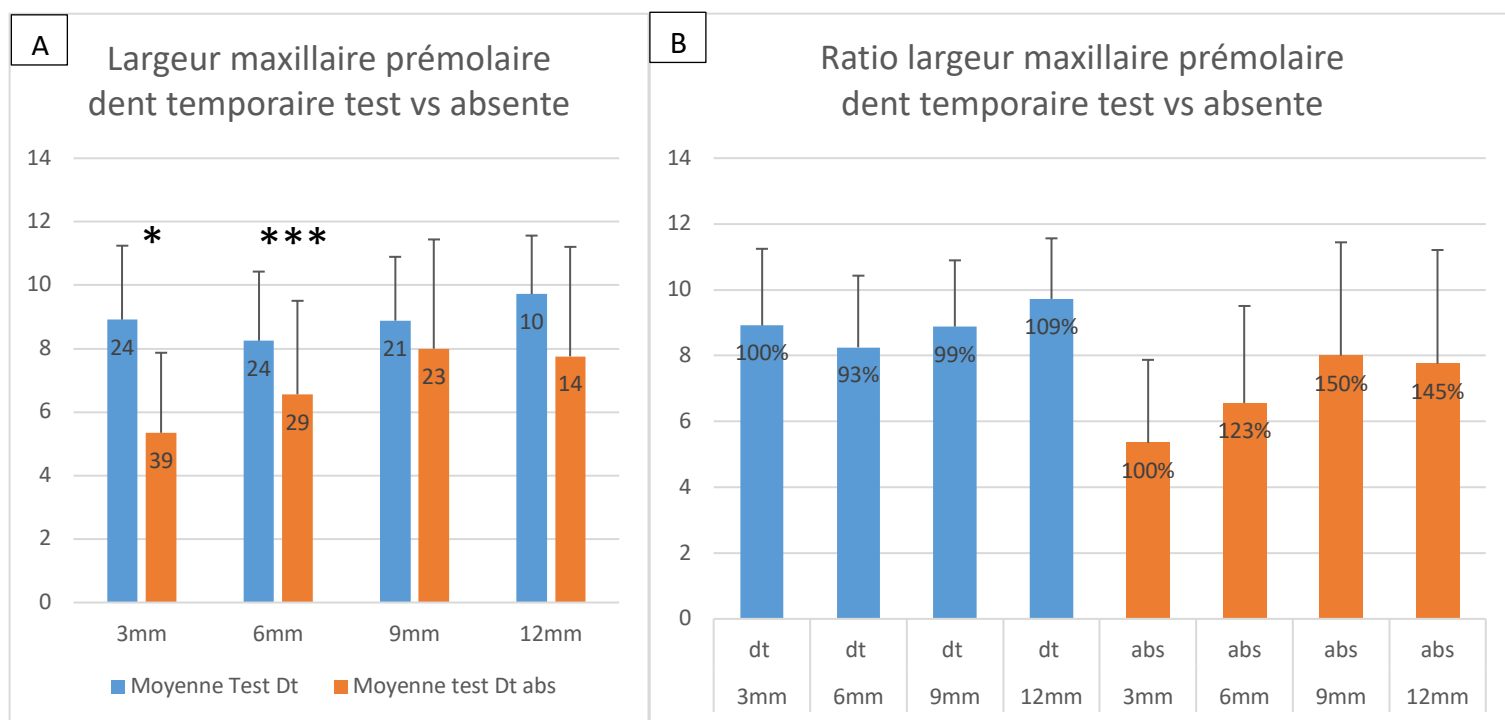 A
Largeur maxillaire prémolaire
dent temporaire test vs absente
14
12
10
8
6
4
2
0
* ***
24 39 24 29 21 23 10 14
3mm 6mm 9mm 12mm
Moyenne Test Dt Moyenne test Dt abs
B
Ratio largeur maxillaire prémolaire
dent temporaire test vs absente
14
12
10
8
6
4
2
0
100% 93% 99% 109% 100% 123% 150% 145%
dt dt dt dt abs abs abs abs
3mm 6mm 9mm 12mm 3mm 6mm 9mm 12mm